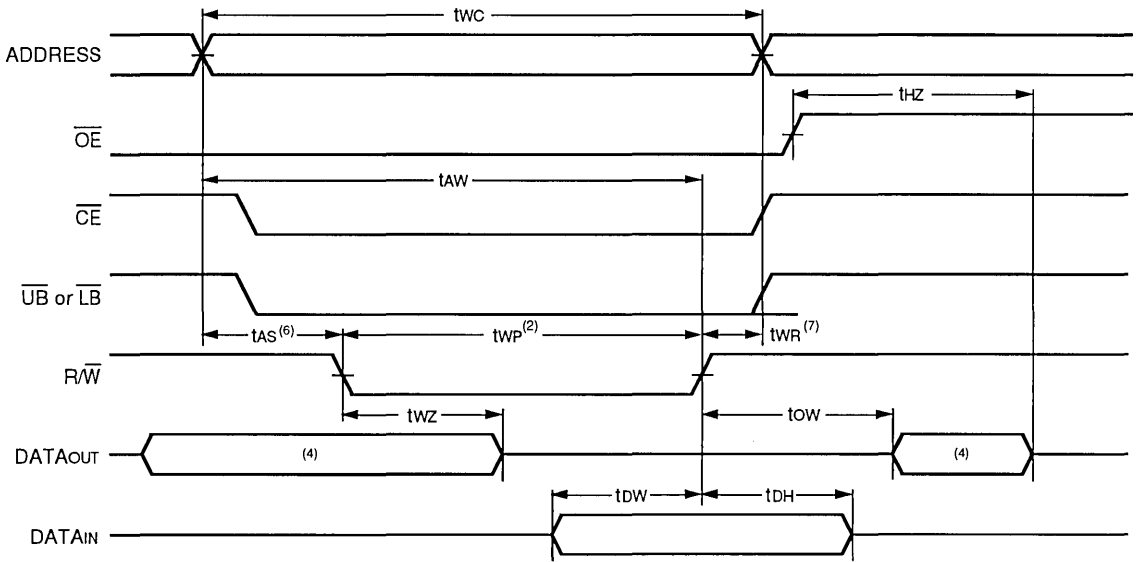 tWC
ADDRESS
tHZ
OE
tAW
CE
UB or LB
tAS(6)
tWP(2)
tWR(7)
R/W
tWZ
tOW
DATAOUT
(4)
(4)
tDW
tDH
DATAIN